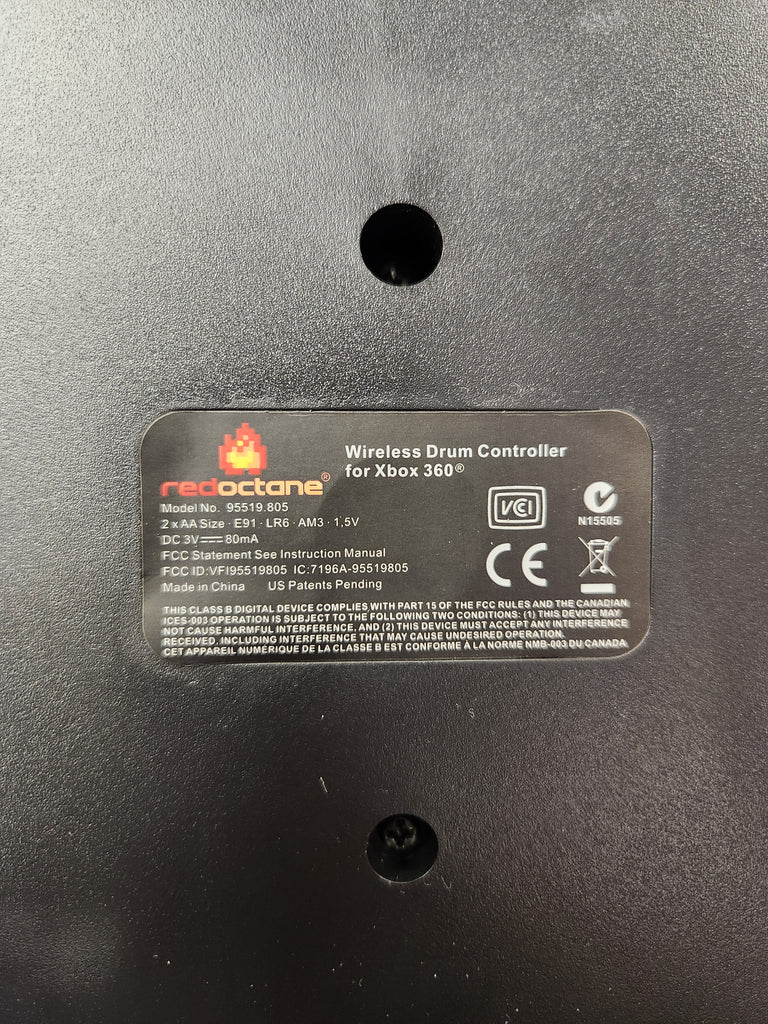 redoctane®
Wireless Drum Controller
for Xbox 360®
Model No. 95519.805
2 x AA Size · E91 · LR6 · AM3 · 1,5V
DC 3V⎓80mA
FCC Statement See Instruction Manual
FCC ID:VFI95519805 IC:7196A-95519805
Made in China US Patents Pending
VCCI
N15505
CE
THIS CLASS B DIGITAL DEVICE COMPLIES WITH PART 15 OF THE FCC RULES AND THE CANADIAN
ICES-003 OPERATION IS SUBJECT TO THE FOLLOWING TWO CONDITIONS: (1) THIS DEVICE MAY
NOT CAUSE HARMFUL INTERFERENCE, AND (2) THIS DEVICE MUST ACCEPT ANY INTERFERENCE
RECEIVED, INCLUDING INTERFERENCE THAT MAY CAUSE UNDESIRED OPERATION.
CET APPAREIL NUMÉRIQUE DE LA CLASSE B EST CONFORME À LA NORME NMB-003 DU CANADA